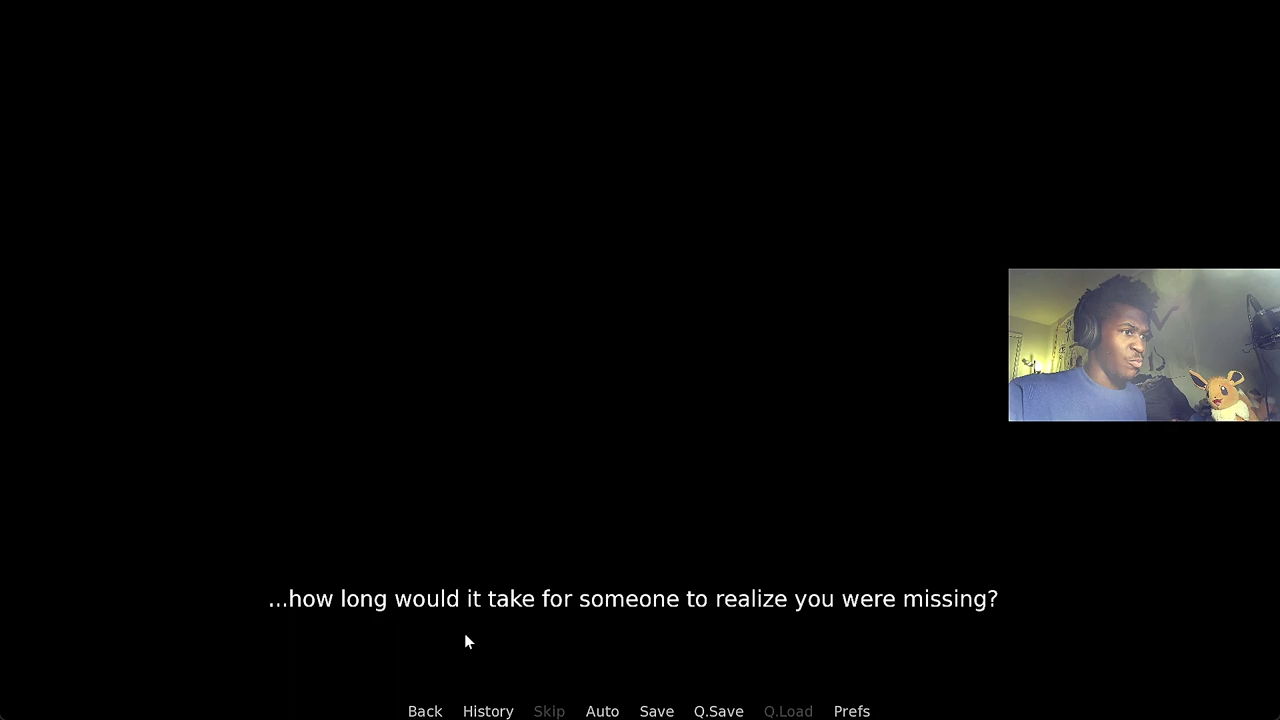 ...how long would it take for someone to realize you were missing?
Back History Skip Auto Save Q.Save Q.Load Prefs